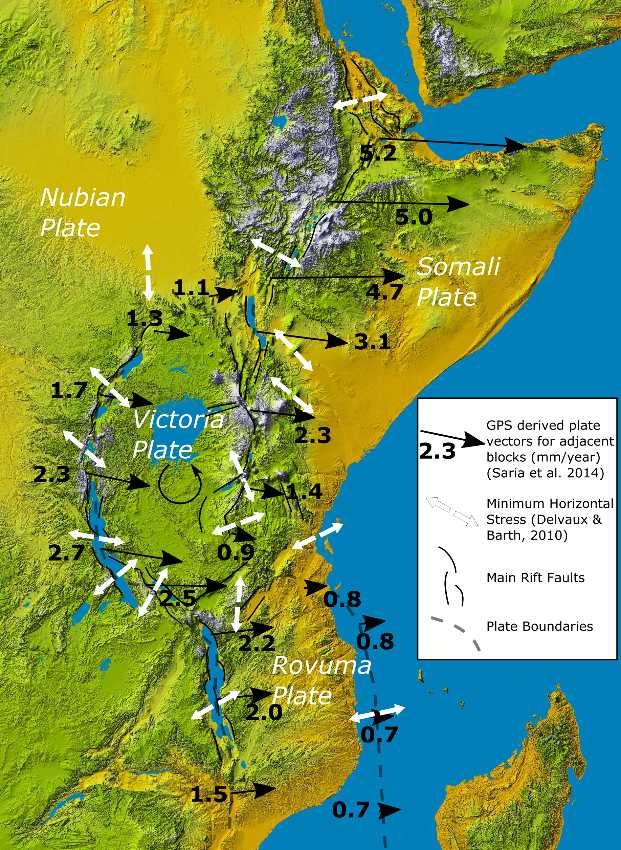 5.2
Nubian
Plate
5.0
Somali
Plate
4.7
1.1
1.3
3.1
1.7
Victoria
Plate
2.3
2.3
1.4
0.9
2.7
2.5
0.8
0.8
2.2
Rovuma
Plate
2.0
0.7
1.5
0.7
GPS derived plate
vectors for adjacent
blocks (mm/year)
(Saria et al. 2014)
2.3
Minimum Horizontal
Stress (Delvaux &
Barth, 2010)
Main Rift Faults
Plate Boundaries